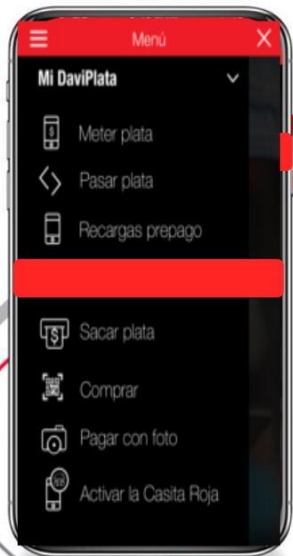 Menú
Mi DaviPlata
Meter plata
Pasar plata
Recargas prepago
Sacar plata
Comprar
Pagar con foto
Activar la Casita Roja